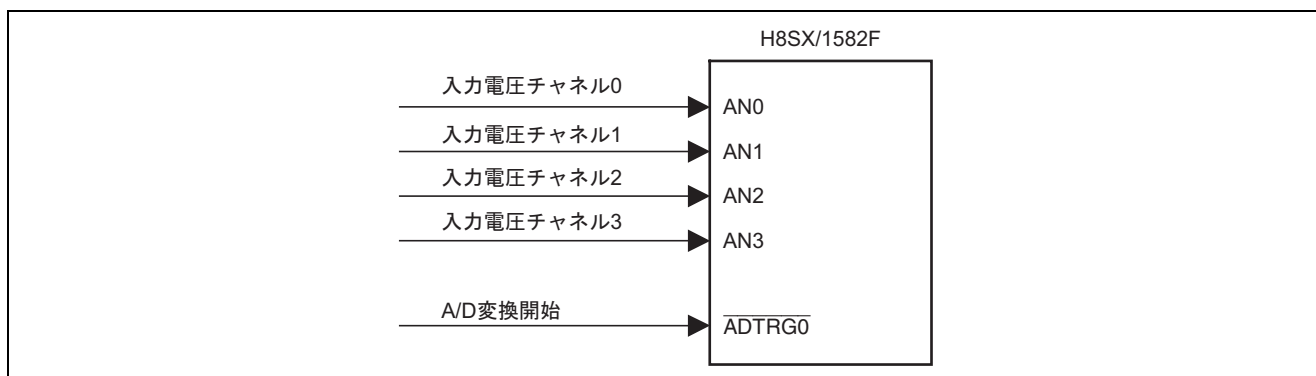 H8SX/1582F
入力電圧チャネル0
AN0
入力電圧チャネル1
AN1
入力電圧チャネル2
AN2
入力電圧チャネル3
AN3
A/D変換開始
ADTRG0